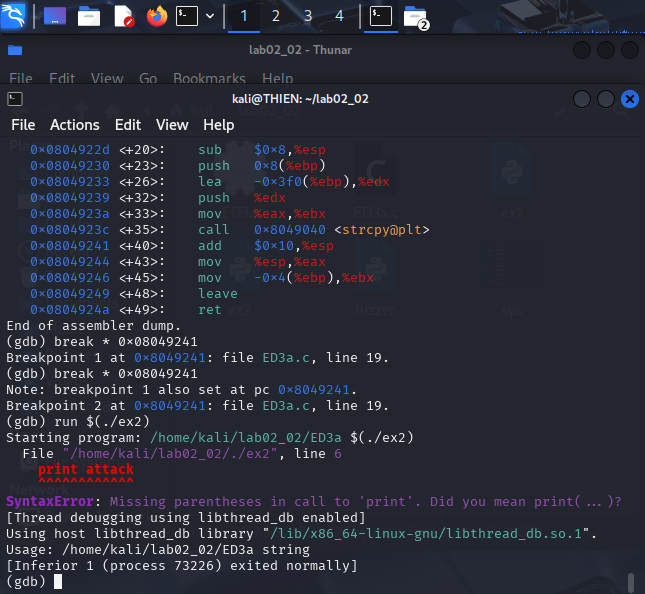 1 2 3 4
2
lab02_02 - Thunar
File Edit View Go Bookmarks Help
kali@THIEN: ~/lab02_02
File Actions Edit View Help
0x0804922d <+20>: sub $0x8,%esp
0x08049230 <+23>: push 0x8(%ebp)
0x08049233 <+26>: lea -0x3f0(%ebp),%edx
0x08049239 <+32>: push %edx
0x0804923a <+33>: mov %eax,%ebx
0x0804923c <+35>: call 0x8049040 <strcpy@plt>
0x08049241 <+40>: add $0x10,%esp
0x08049244 <+43>: mov %esp,%eax
0x08049246 <+45>: mov -0x4(%ebp),%ebx
0x08049249 <+48>: leave
0x0804924a <+49>: ret
End of assembler dump.
(gdb) break * 0x08049241
Breakpoint 1 at 0x8049241: file ED3a.c, line 19.
(gdb) break * 0x08049241
Note: breakpoint 1 also set at pc 0x8049241.
Breakpoint 2 at 0x8049241: file ED3a.c, line 19.
(gdb) run $(./ex2)
Starting program: /home/kali/lab02_02/ED3a $(./ex2)
File "/home/kali/lab02_02/./ex2", line 6
print attack
^^^^^^^^^^^^
SyntaxError: Missing parentheses in call to 'print'. Did you mean print(...)?
[Thread debugging using libthread_db enabled]
Using host libthread_db library "/lib/x86_64-linux-gnu/libthread_db.so.1".
Usage: /home/kali/lab02_02/ED3a string
[Inferior 1 (process 73226) exited normally]
(gdb)